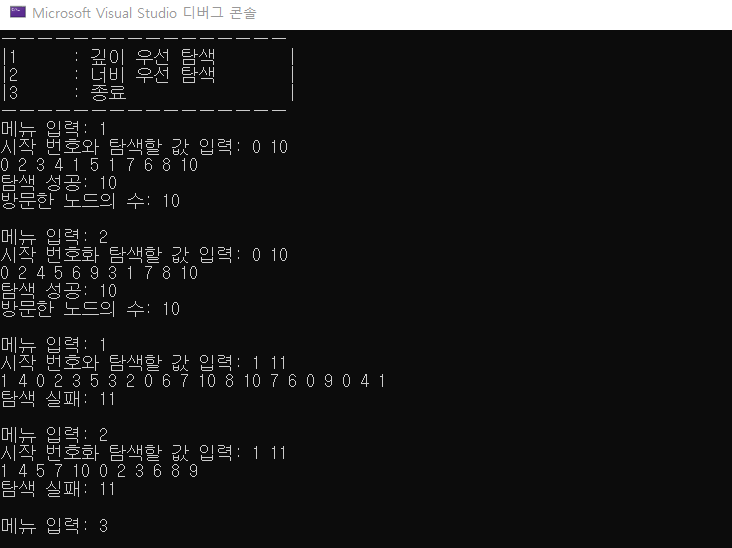 Microsoft Visual Studio 디버그 콘솔
----------------
|1 : 깊이 우선 탐색 |
|2 : 너비 우선 탐색 |
|3 : 종료 |
----------------
메뉴 입력: 1
시작 번호와 탐색할 값 입력: 0 10
0 2 3 4 1 5 1 7 6 8 10
탐색 성공: 10
방문한 노드의 수: 10
메뉴 입력: 2
시작 번호화 탐색할 값 입력: 0 10
0 2 4 5 6 9 3 1 7 8 10
탐색 성공: 10
방문한 노드의 수: 10
메뉴 입력: 1
시작 번호와 탐색할 값 입력: 1 11
1 4 0 2 3 5 3 2 0 6 7 10 8 10 7 6 0 9 0 4 1
탐색 실패: 11
메뉴 입력: 2
시작 번호화 탐색할 값 입력: 1 11
1 4 5 7 10 0 2 3 6 8 9
탐색 실패: 11
메뉴 입력: 3